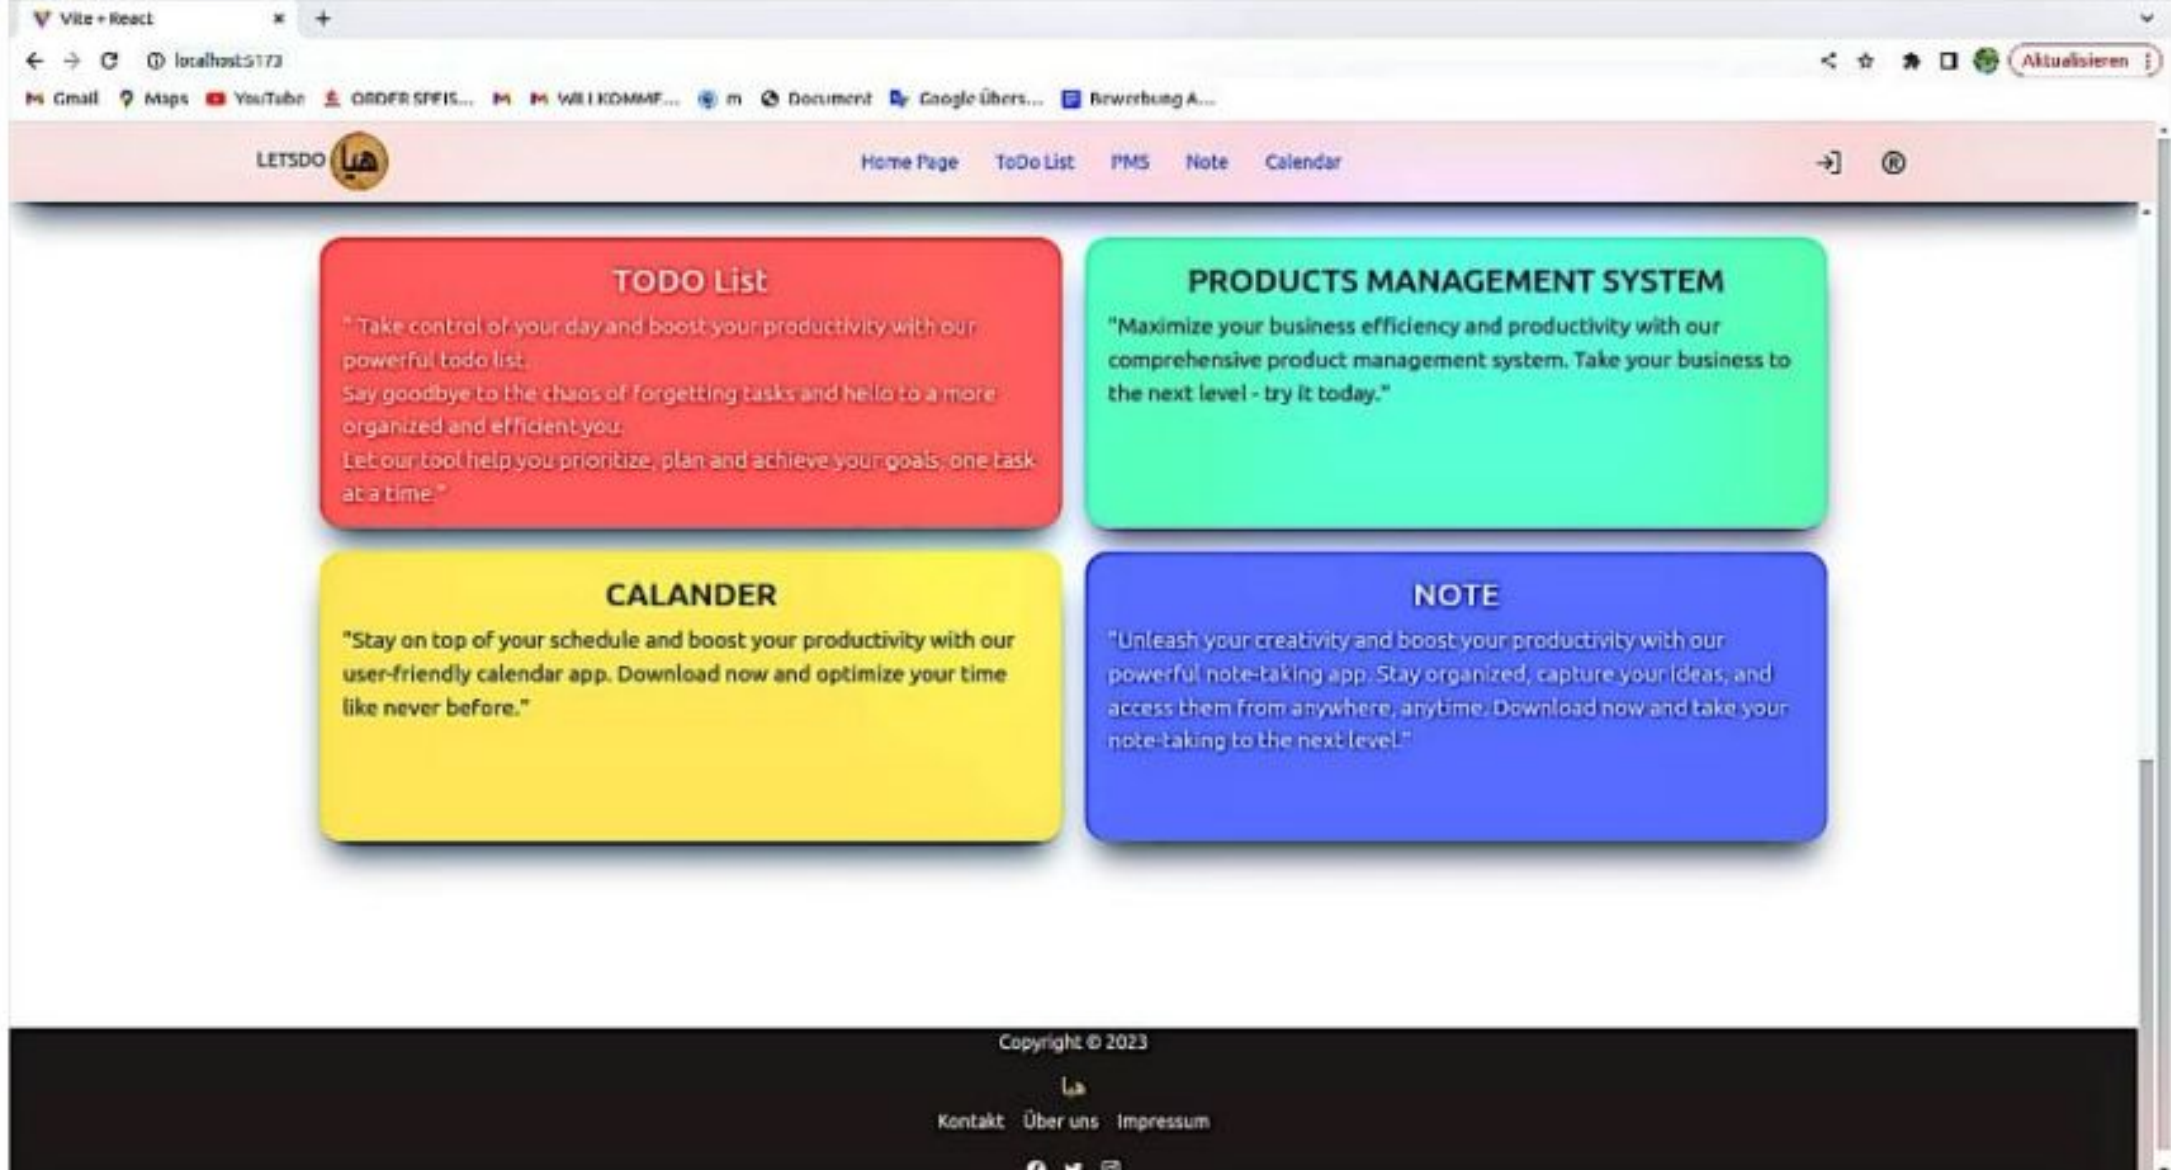 Vite + React
localhost:5173
Aktualisieren
Gmail Maps YouTube ORDER SPEIS... WILLKOMME... m Document Google Übers... Bewerbung A...
LETSDO هيا Home Page ToDo List PMS Note Calendar ®
TODO List
" Take control of your day and boost your productivity with our
powerful todo list.
Say goodbye to the chaos of forgetting tasks and hello to a more
organized and efficient you.
Let our tool help you prioritize, plan and achieve your goals, one task
at a time."
PRODUCTS MANAGEMENT SYSTEM
"Maximize your business efficiency and productivity with our
comprehensive product management system. Take your business to
the next level - try it today."
CALANDER
"Stay on top of your schedule and boost your productivity with our
user-friendly calendar app. Download now and optimize your time
like never before."
NOTE
"Unleash your creativity and boost your productivity with our
powerful note-taking app. Stay organized, capture your ideas, and
access them from anywhere, anytime. Download now and take your
note-taking to the next level."
Copyright © 2023
هيا
Kontakt Über uns Impressum